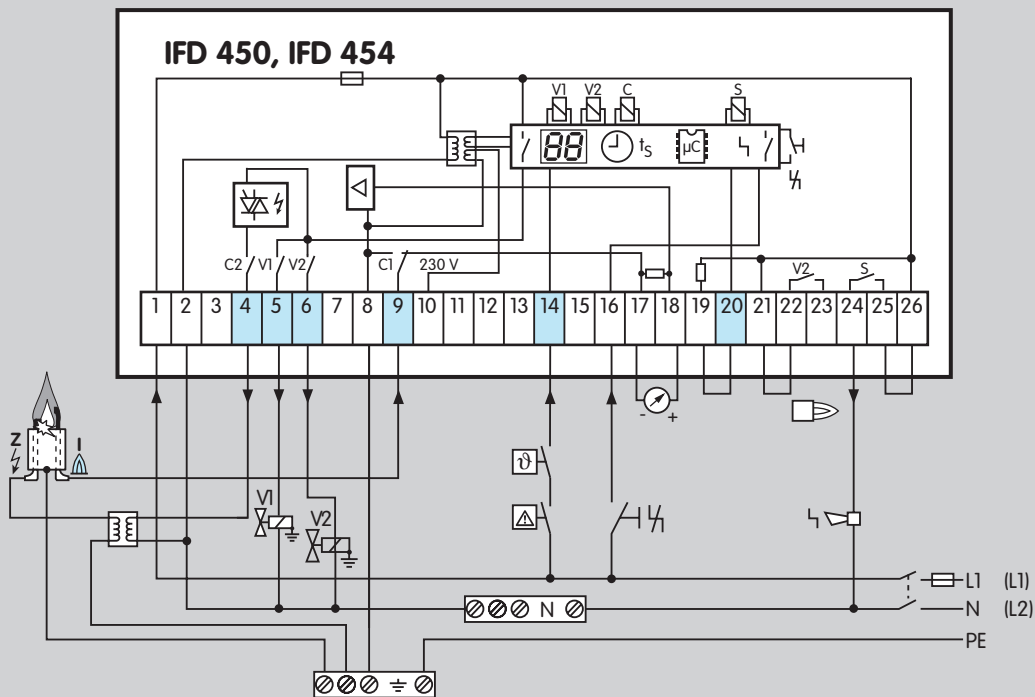 IFD 450, IFD 454
V1 V2 C S
88 tS µC
C2 V1 V2 C1 230 V V2 S
1 2 3 4 5 6 7 8 9 10 11 12 13 14 15 16 17 18 19 20 21 22 23 24 25 26
- +
Z I
ϑ
V1
V2
L1 (L1)
N N (L2)
PE